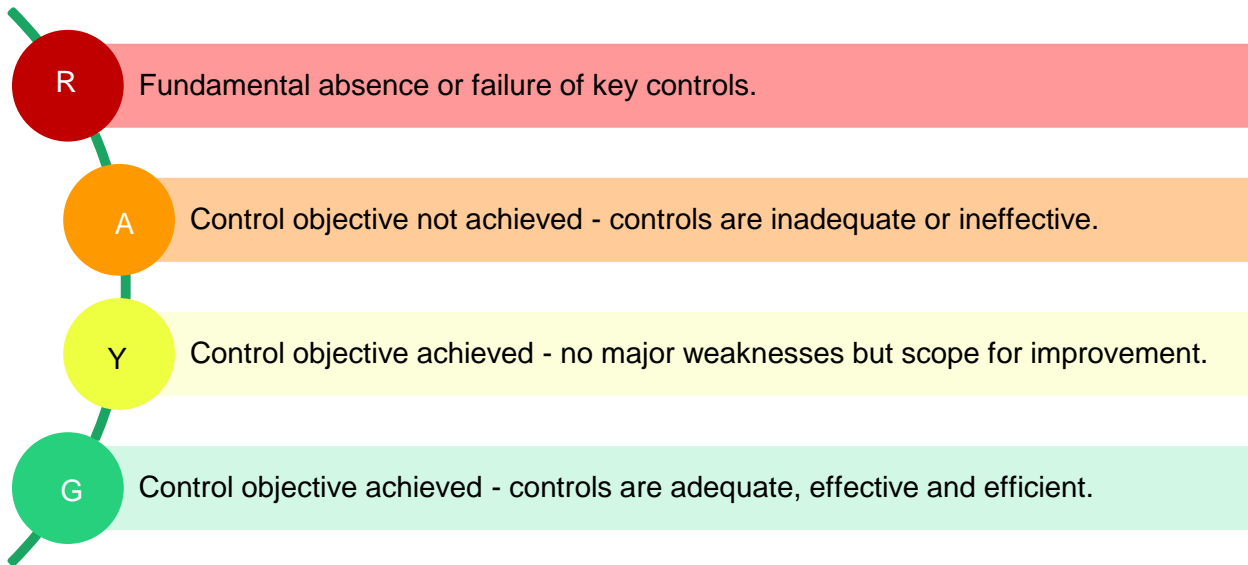 R
Fundamental absence or failure of key controls.
A
Control objective not achieved - controls are inadequate or ineffective.
Y
Control objective achieved - no major weaknesses but scope for improvement.
G
Control objective achieved - controls are adequate, effective and efficient.